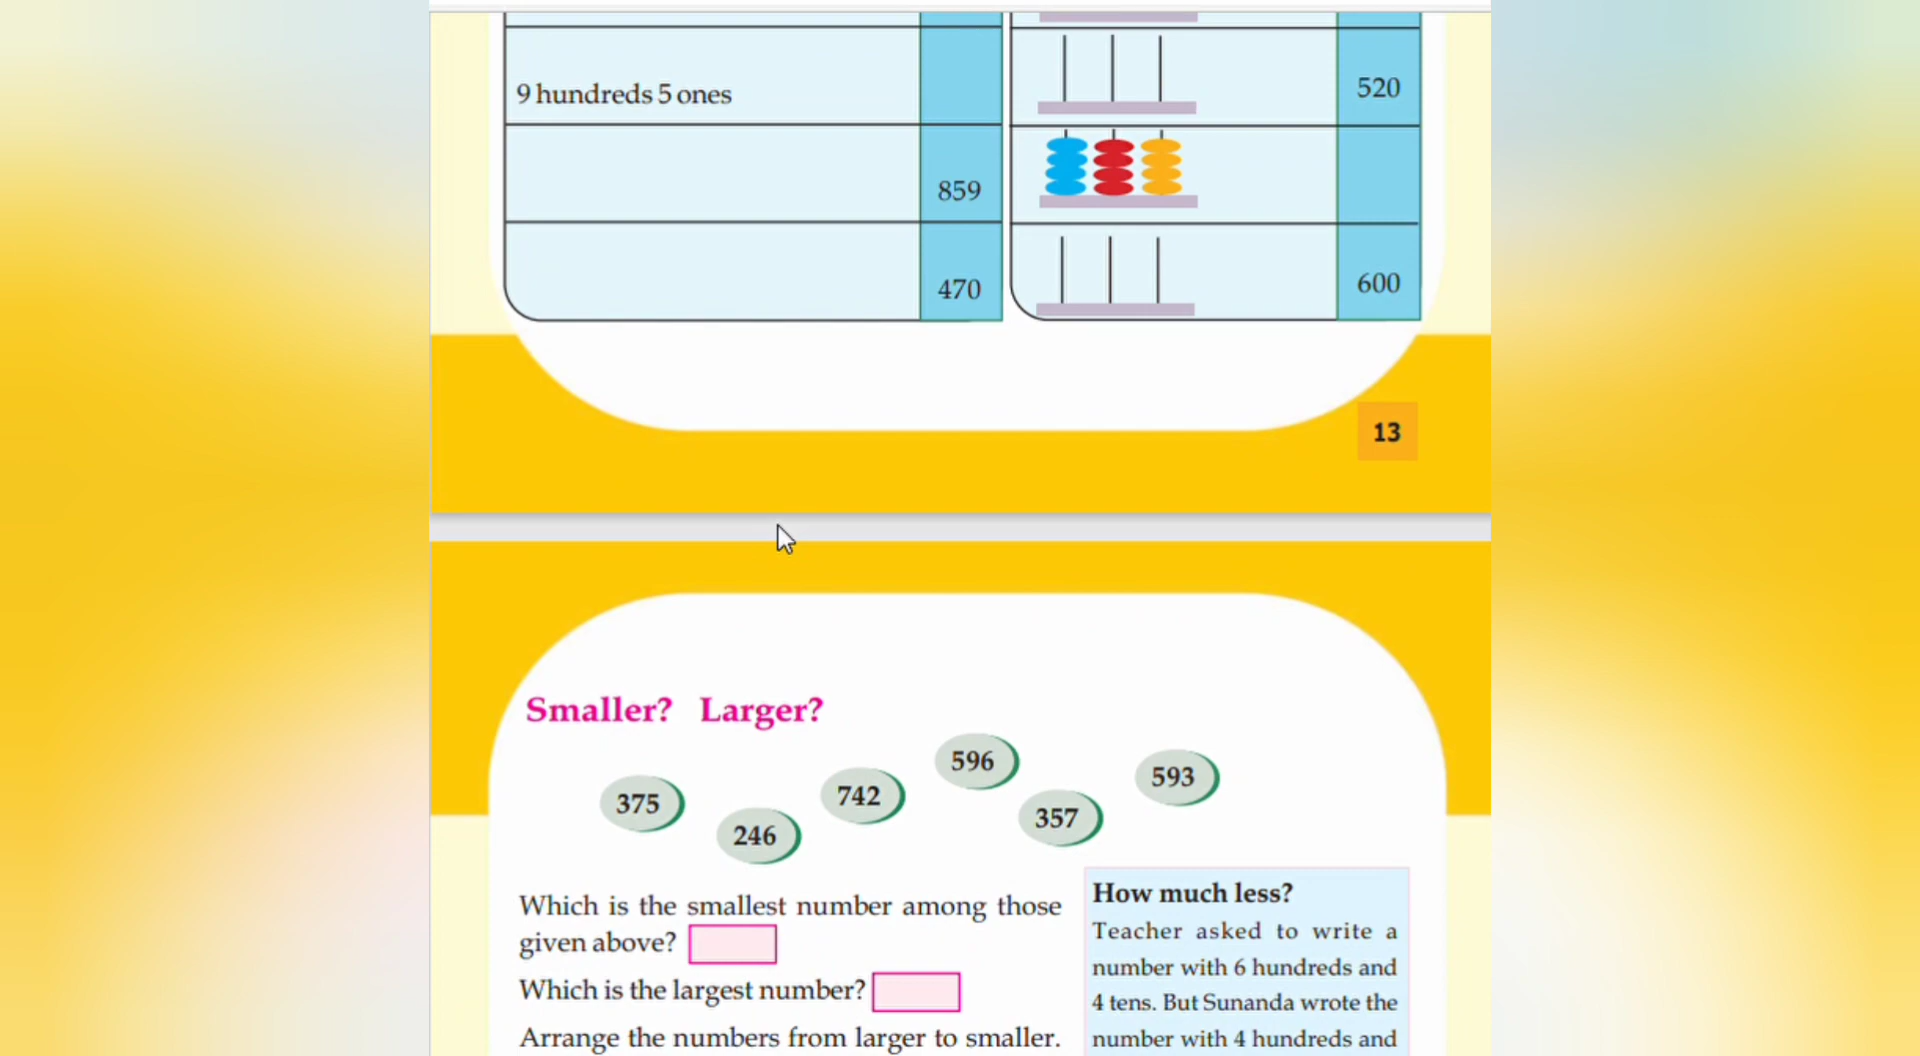 9 hundreds 5 ones
859
470
520
600
13
Smaller? Larger?
375
246
742
596
357
593
Which is the smallest number among those
given above?
Which is the largest number?
Arrange the numbers from larger to smaller.
How much less?
Teacher asked to write a
number with 6 hundreds and
4 tens. But Sunanda wrote the
number with 4 hundreds and